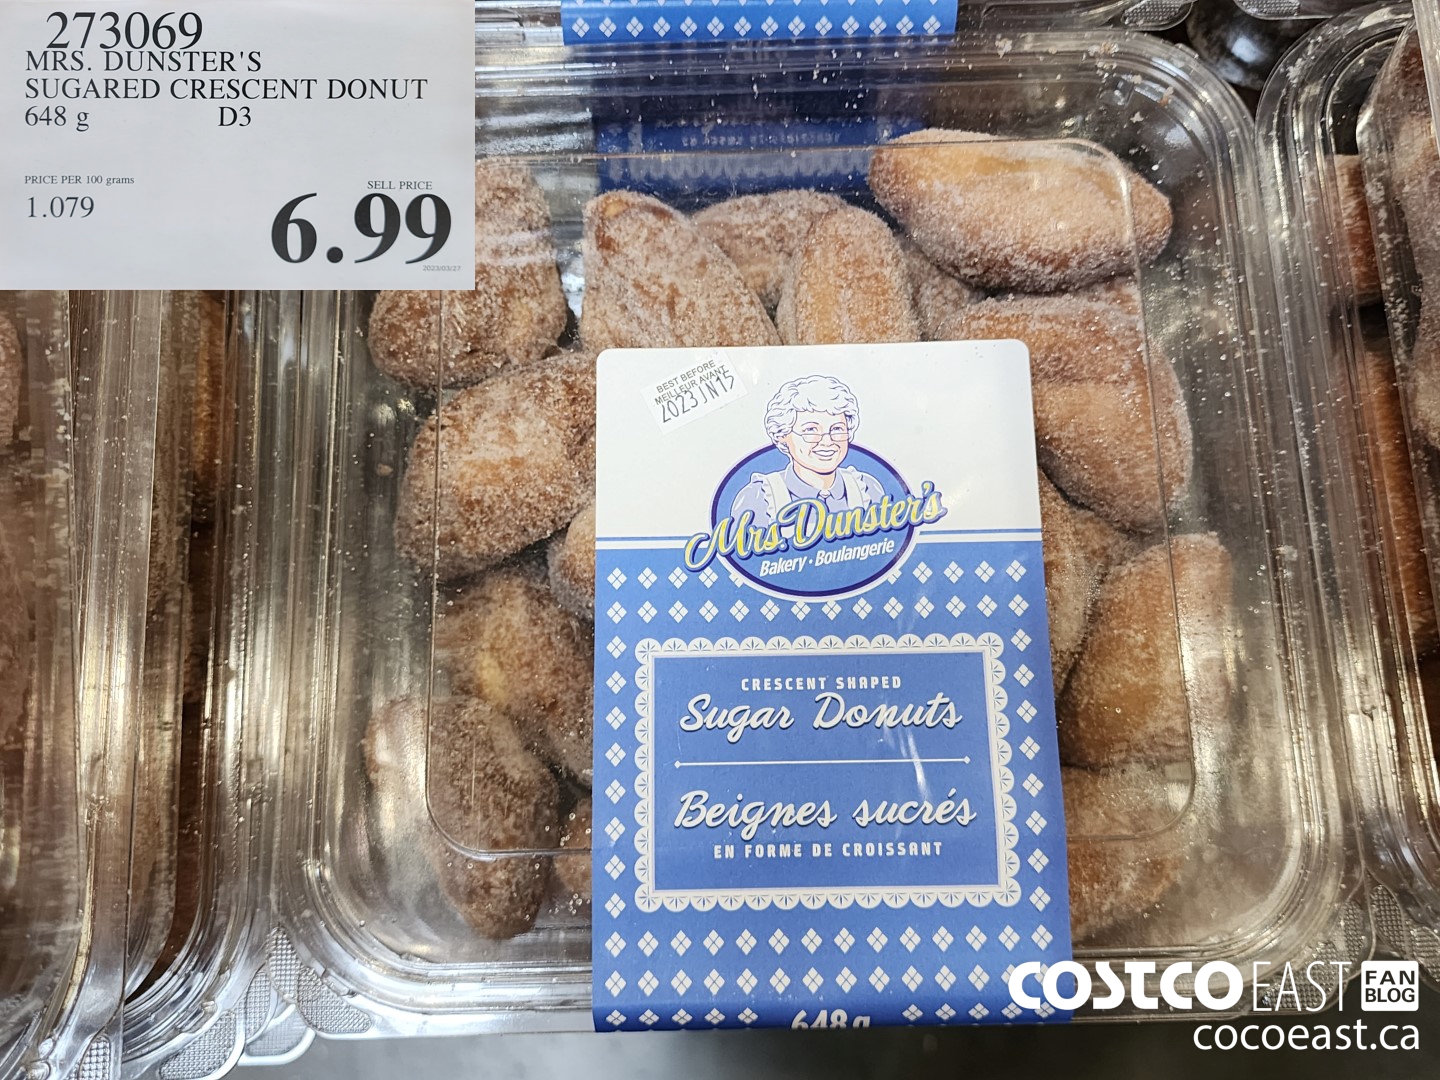 273069
MRS. DUNSTER'S
SUGARED CRESCENT DONUT
648 g D3
PRICE PER 100 grams
1.079
SELL PRICE
6.99
2023/03/27
BEST BEFORE
MEILLEUR AVANT
2023 JN 15
Mrs. Dunster's
Bakery • Boulangerie
CRESCENT SHAPED
Sugar Donuts
Beignes sucrés
EN FORME DE CROISSANT
648g
COSTCO EAST FAN BLOG
cocoeast.ca